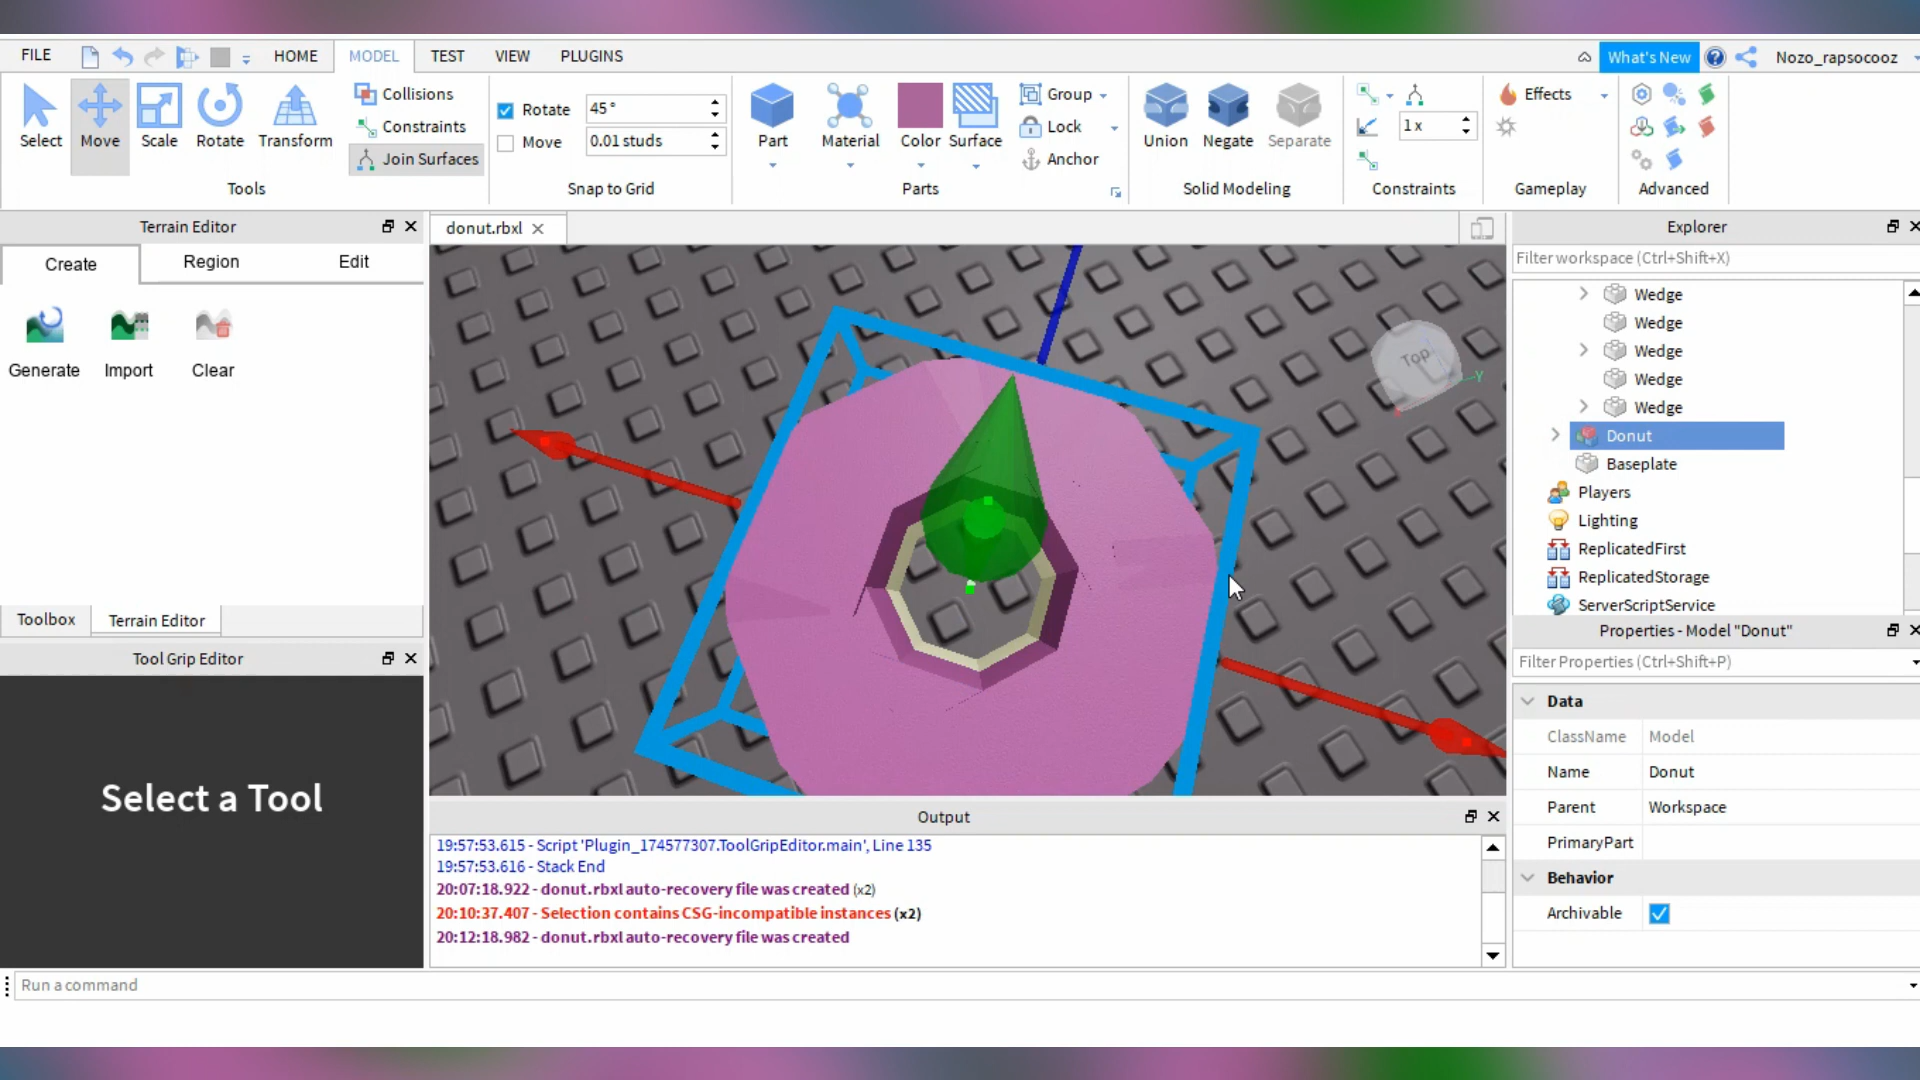 FILE HOME MODEL TEST VIEW PLUGINS What's New Nozo_rapsocooz
Select Move Scale Rotate Transform
Collisions
Constraints
Join Surfaces
Tools
Rotate 45°
Move 0.01 studs
Snap to Grid
Part Material Color Surface
Group
Lock
Anchor
Parts
Union Negate Separate
Solid Modeling
1 x
Constraints
Effects
Gameplay
Advanced
Terrain Editor
Create Region Edit
Generate Import Clear
Toolbox Terrain Editor
Tool Grip Editor
Select a Tool
donut.rbxl
Top
Y
Output
19:57:53.615 - Script 'Plugin_174577307.ToolGripEditor.main', Line 135
19:57:53.616 - Stack End
20:07:18.922 - donut.rbxl auto-recovery file was created (x2)
20:10:37.407 - Selection contains CSG-incompatible instances (x2)
20:12:18.982 - donut.rbxl auto-recovery file was created
Explorer
Filter workspace (Ctrl+Shift+X)
Wedge
Wedge
Wedge
Wedge
Wedge
Donut
Baseplate
Players
Lighting
ReplicatedFirst
ReplicatedStorage
ServerScriptService
Properties - Model "Donut"
Filter Properties (Ctrl+Shift+P)
Data
ClassName Model
Name Donut
Parent Workspace
PrimaryPart
Behavior
Archivable
Run a command